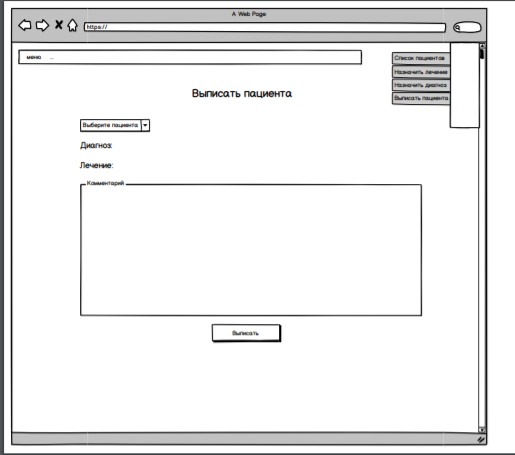 A Web Page
https://
меню ...
Список пациентов
Назначить лечение
Назначить диагноз
Выписать пациента
Выписать пациента
Выберите пациента
Диагноз:
Лечение:
Комментарий
Выписать